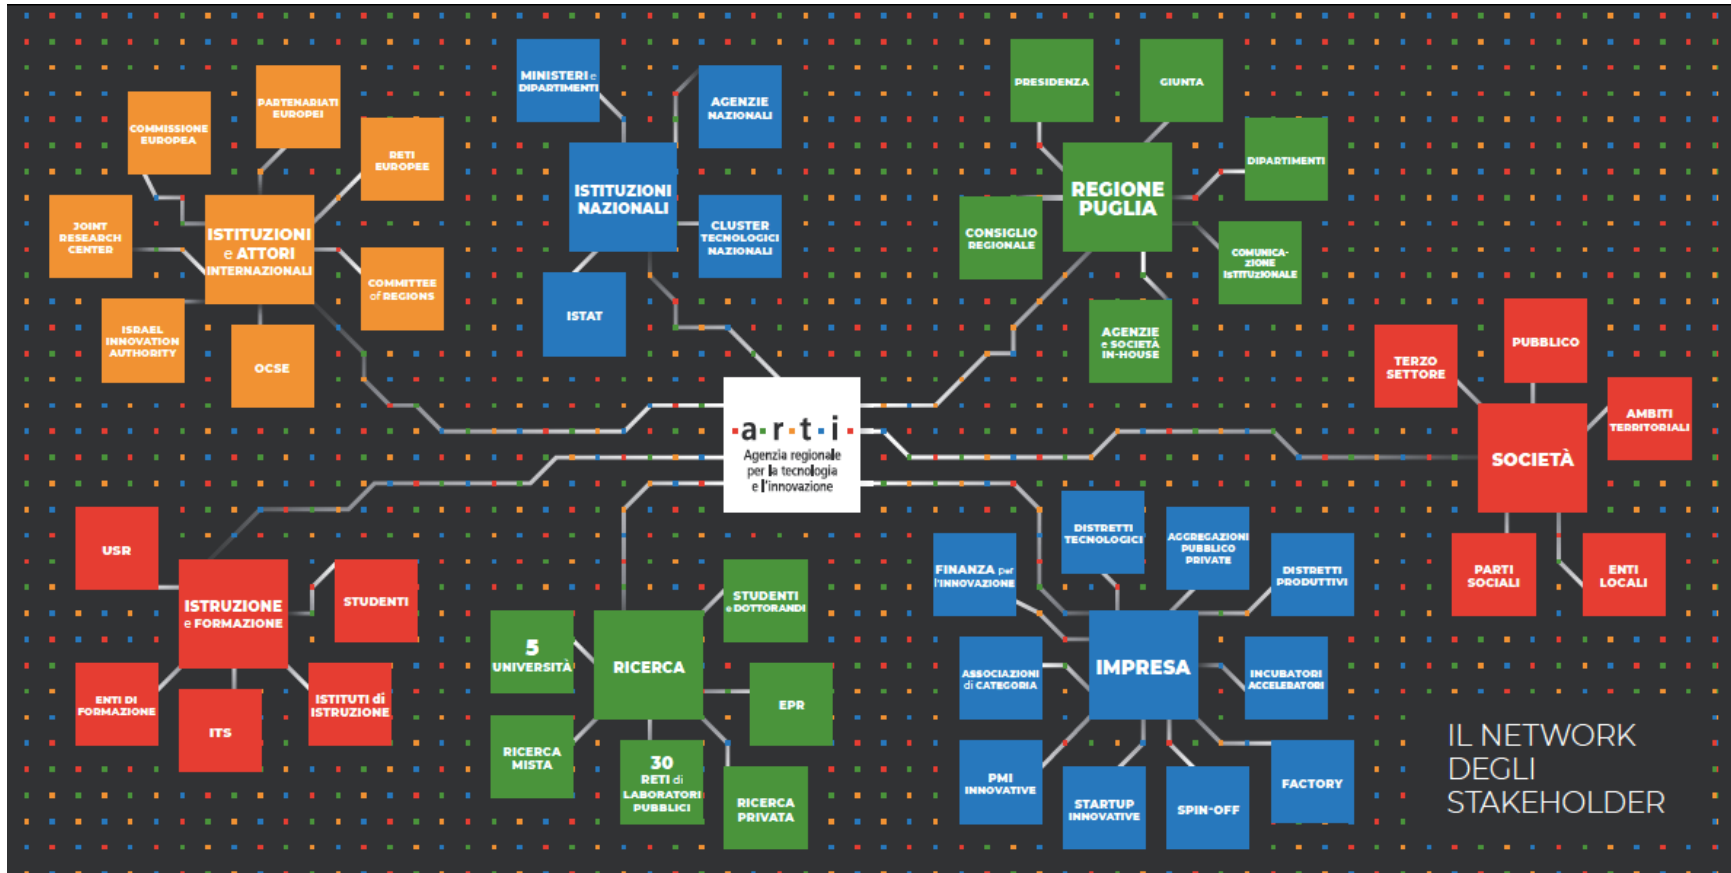 COMMISSIONE
EUROPEA
PARTENARIATI
EUROPEI
RETI
EUROPEE
JOINT
RESEARCH
CENTER
ISTITUZIONI
e ATTORI
INTERNAZIONALI
COMMITTEE
of REGIONS
ISRAEL
INNOVATION
AUTHORITY
OCSE
MINISTERI e
DIPARTIMENTI
AGENZIE
NAZIONALI
ISTITUZIONI
NAZIONALI
CLUSTER
TECNOLOGICI
NAZIONALI
ISTAT
PRESIDENZA
GIUNTA
DIPARTIMENTI
REGIONE
PUGLIA
CONSIGLIO
REGIONALE
COMUNICA-
ZIONE
ISTITUZIONALE
AGENZIE
e SOCIETÀ
IN-HOUSE
TERZO
SETTORE
PUBBLICO
AMBITI
TERRITORIALI
SOCIETÀ
PARTI
SOCIALI
ENTI
LOCALI
·a·r·t·i·
Agenzia regionale
per la tecnologia
e l'innovazione
USR
ISTRUZIONE
e FORMAZIONE
STUDENTI
ENTI DI
FORMAZIONE
ITS
ISTITUTI di
ISTRUZIONE
5
UNIVERSITÀ
RICERCA
STUDENTI
e DOTTORANDI
EPR
RICERCA
MISTA
30
RETI di
LABORATORI
PUBBLICI
RICERCA
PRIVATA
FINANZA per
l'INNOVAZIONE
DISTRETTI
TECNOLOGICI
AGGREGAZIONI
PUBBLICO
PRIVATE
DISTRETTI
PRODUTTIVI
ASSOCIAZIONI
di CATEGORIA
IMPRESA
INCUBATORI
ACCELERATORI
PMI
INNOVATIVE
STARTUP
INNOVATIVE
SPIN-OFF
FACTORY
IL NETWORK
DEGLI
STAKEHOLDER